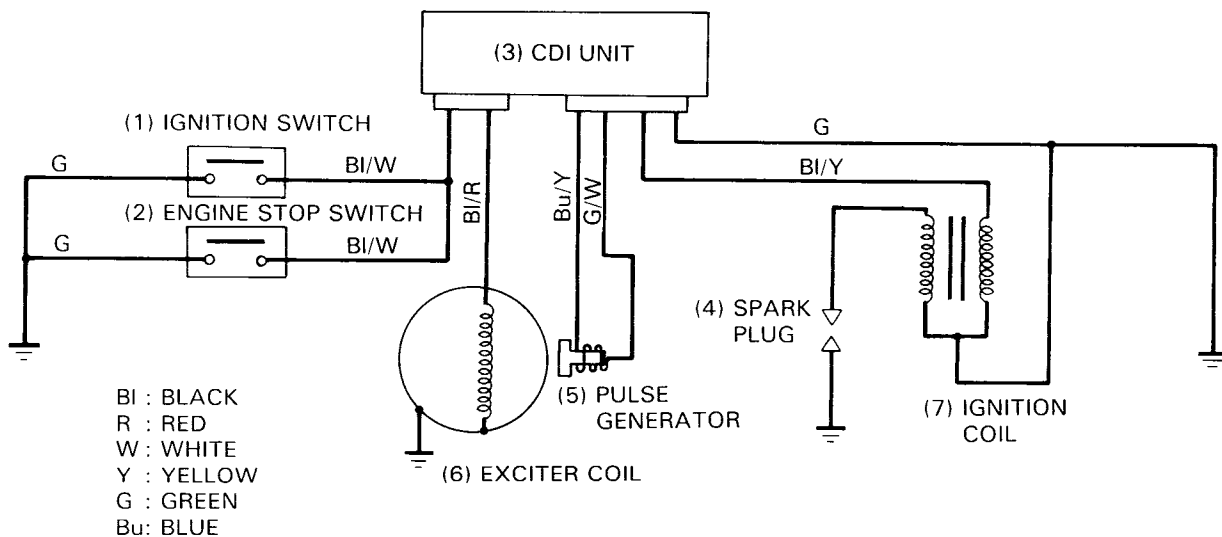 (3) CDI UNIT
(1) IGNITION SWITCH
G
Bl/W
(2) ENGINE STOP SWITCH
G
Bl/W
Bl/R
Bu/Y
G/W
G
Bl/Y
(4) SPARK
PLUG
(5) PULSE
GENERATOR
(6) EXCITER COIL
(7) IGNITION
COIL
Bl : BLACK
R : RED
W : WHITE
Y : YELLOW
G : GREEN
Bu: BLUE